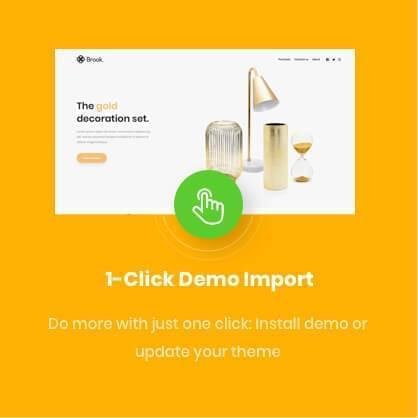 Brook.
The gold
decoration set.
1-Click Demo Import
Do more with just one click: Install demo or
update your theme